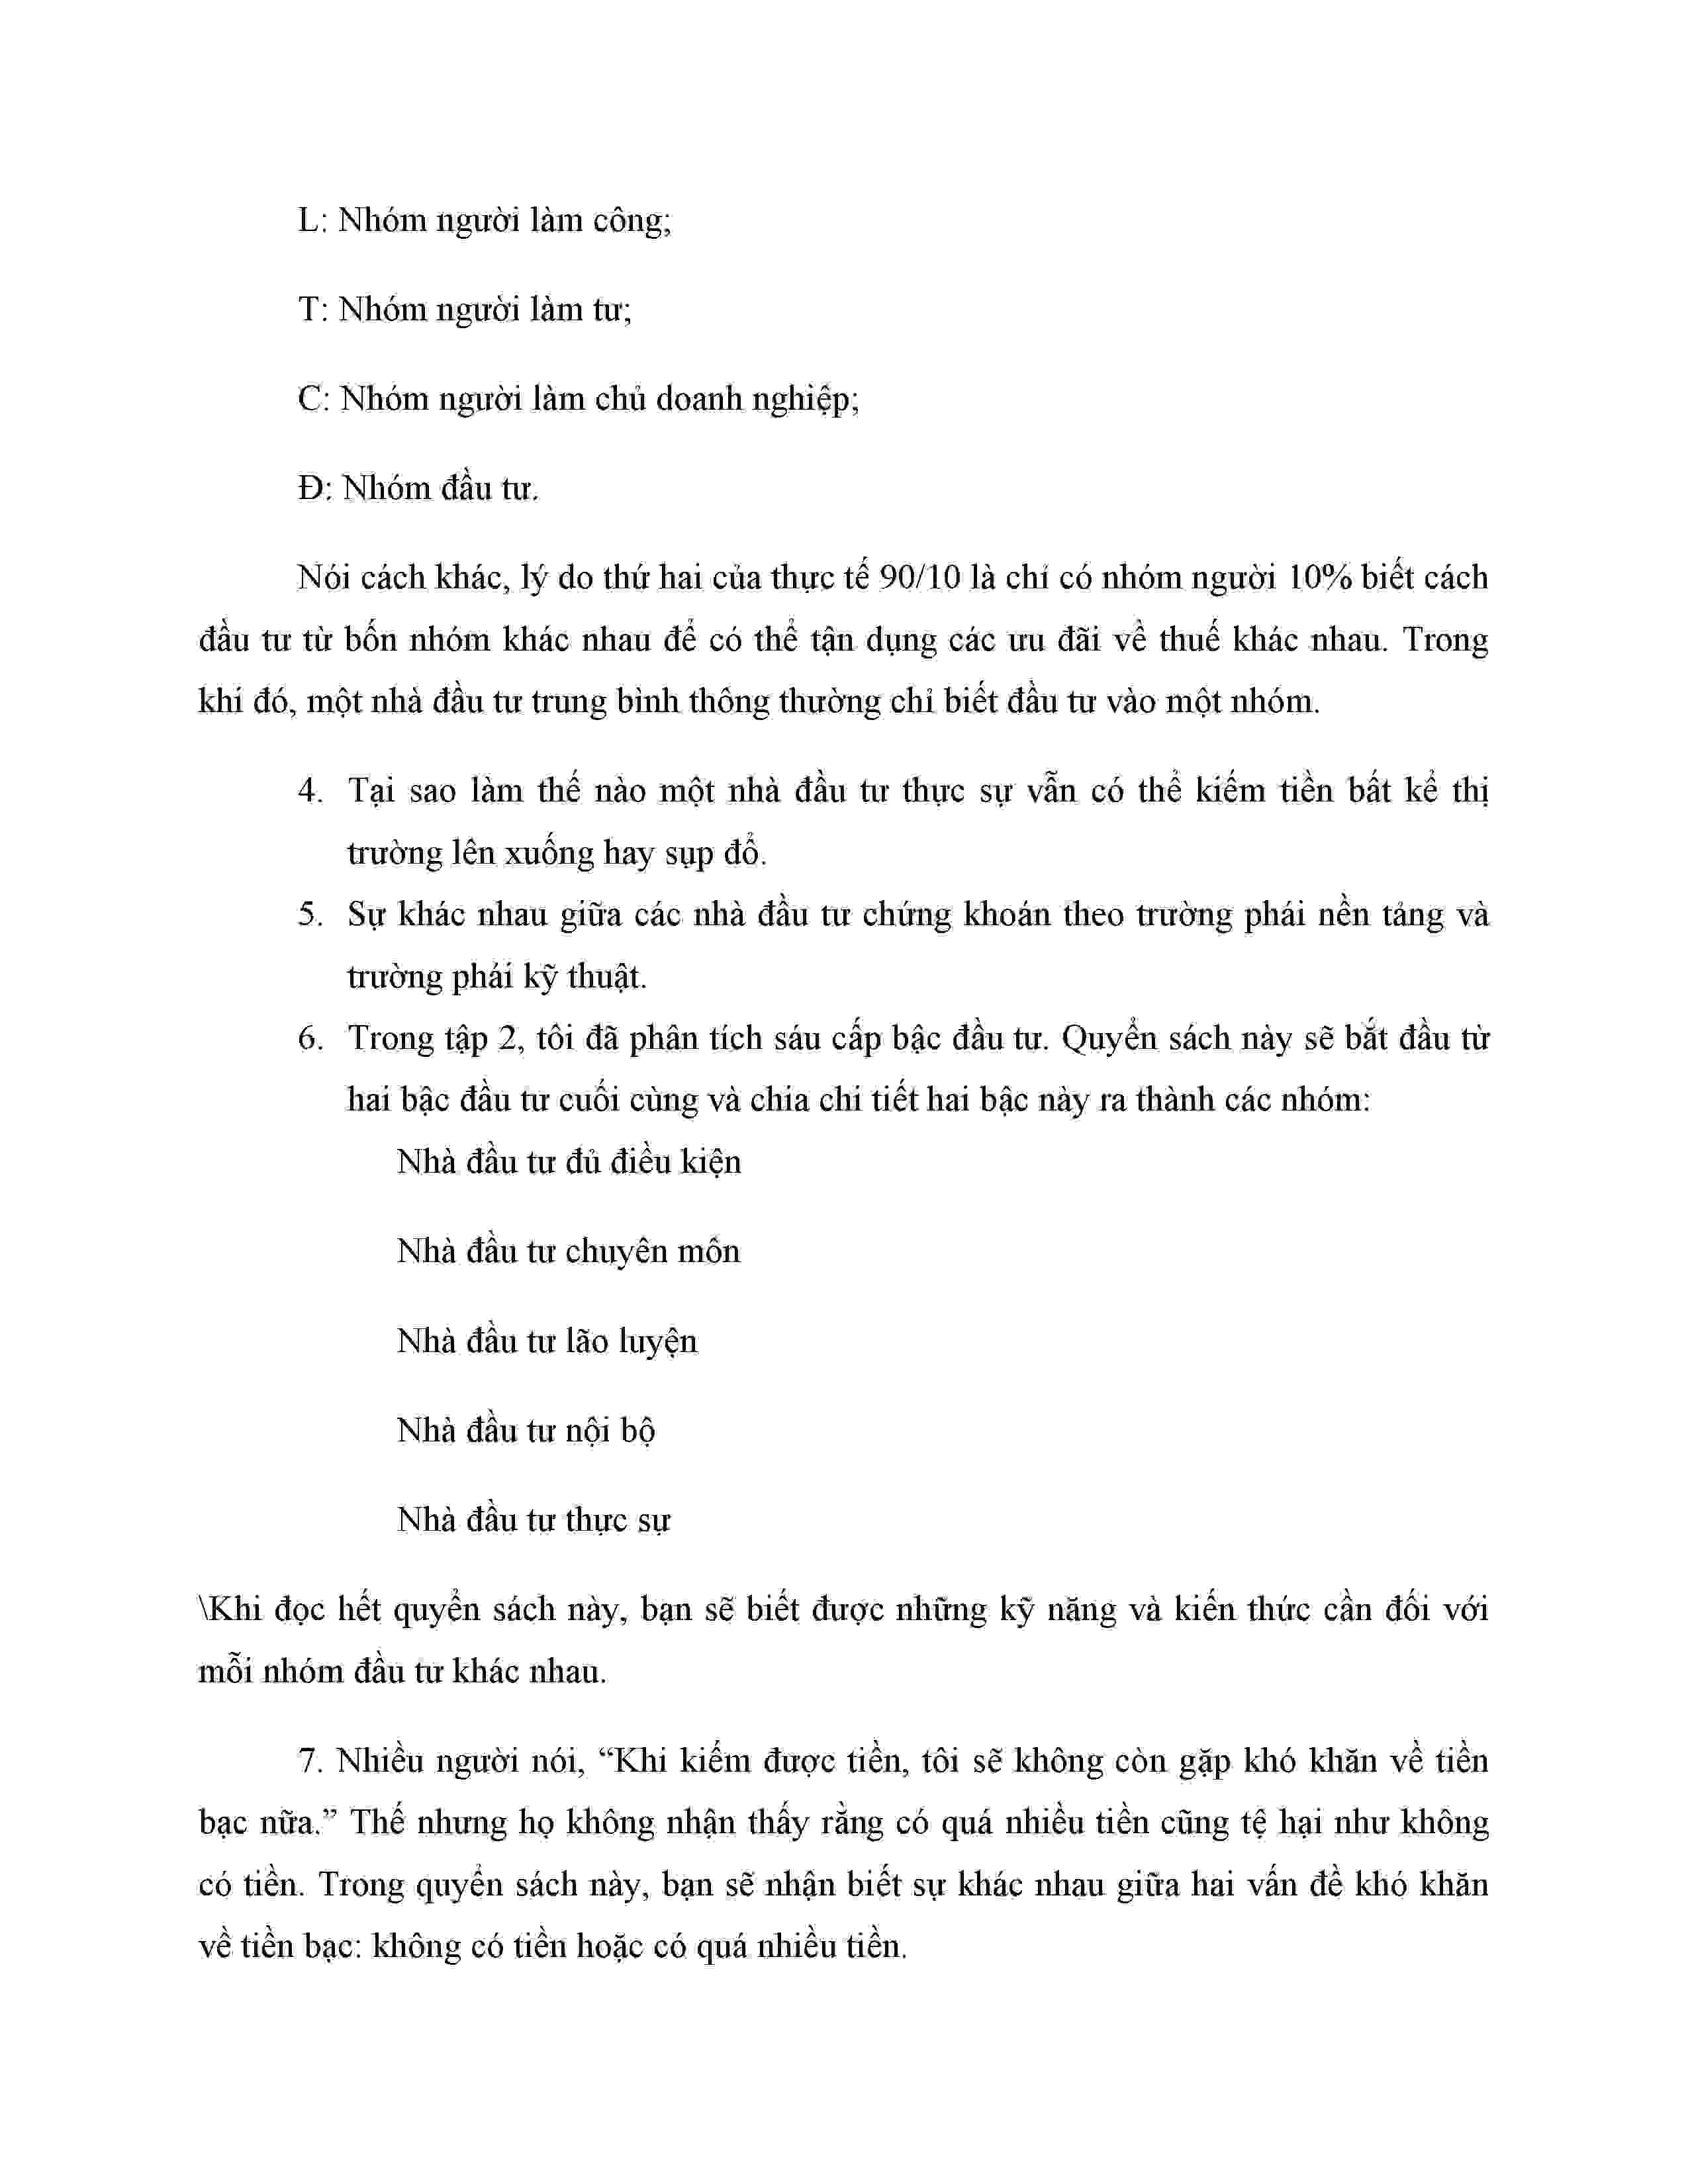 L: Nhóm người làm công;
T: Nhóm người làm tư;
C: Nhóm người làm chủ doanh nghiệp;
Đ: Nhóm đầu tư.
Nói cách khác, lý do thứ hai của thực tế 90/10 là chỉ có nhóm người 10% biết cách
đầu tư từ bốn nhóm khác nhau để có thể tận dụng các ưu đãi về thuế khác nhau. Trong
khi đó, một nhà đầu tư trung bình thông thường chỉ biết đầu tư vào một nhóm.
4. Tại sao làm thế nào một nhà đầu tư thực sự vẫn có thể kiếm tiền bất kể thị
trường lên xuống hay sụp đổ.
5. Sự khác nhau giữa các nhà đầu tư chứng khoán theo trường phái nền tảng và
trường phái kỹ thuật.
6. Trong tập 2, tôi đã phân tích sáu cấp bậc đầu tư. Quyển sách này sẽ bắt đầu từ
hai bậc đầu tư cuối cùng và chia chi tiết hai bậc này ra thành các nhóm:
Nhà đầu tư đủ điều kiện
Nhà đầu tư chuyên môn
Nhà đầu tư lão luyện
Nhà đầu tư nội bộ
Nhà đầu tư thực sự
\Khi đọc hết quyển sách này, bạn sẽ biết được những kỹ năng và kiến thức cần đối với
mỗi nhóm đầu tư khác nhau.
7. Nhiều người nói, “Khi kiếm được tiền, tôi sẽ không còn gặp khó khăn về tiền
bạc nữa.” Thế nhưng họ không nhận thấy rằng có quá nhiều tiền cũng tệ hại như không
có tiền. Trong quyển sách này, bạn sẽ nhận biết sự khác nhau giữa hai vấn đề khó khăn
về tiền bạc: không có tiền hoặc có quá nhiều tiền.